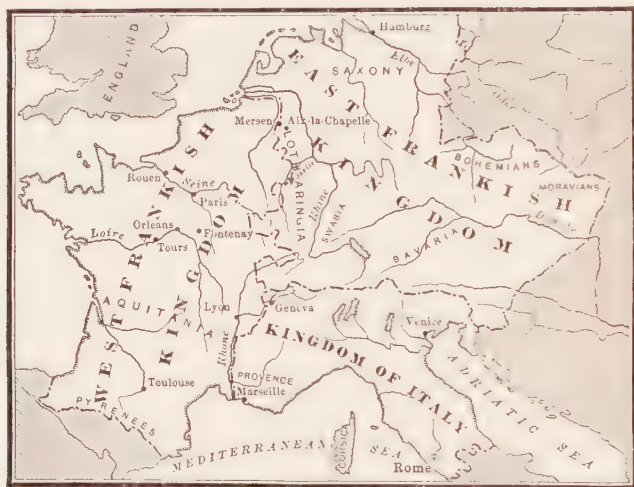 Hamburg
ENGLAND
Elbe
SAXONY
Oder
EAST FRANKISH KINGDOM
Mersen
Aix-la-Chapelle
BOHEMIANS
MORAVIANS
LOTHARINGIA
Moselle
Rhine
SWABIA
Rouen
Seine
Paris
Orleans
Fontenay
Loire
Tours
BAVARIA
WEST FRANKISH KINGDOM
AQUITANIA
Lyon
Geneva
Venice
Rhone
KINGDOM OF ITALY
ADRIATIC SEA
PROVENCE
Toulouse
Marseille
PYRENEES
MEDITERRANEAN SEA
CORSICA
Rome